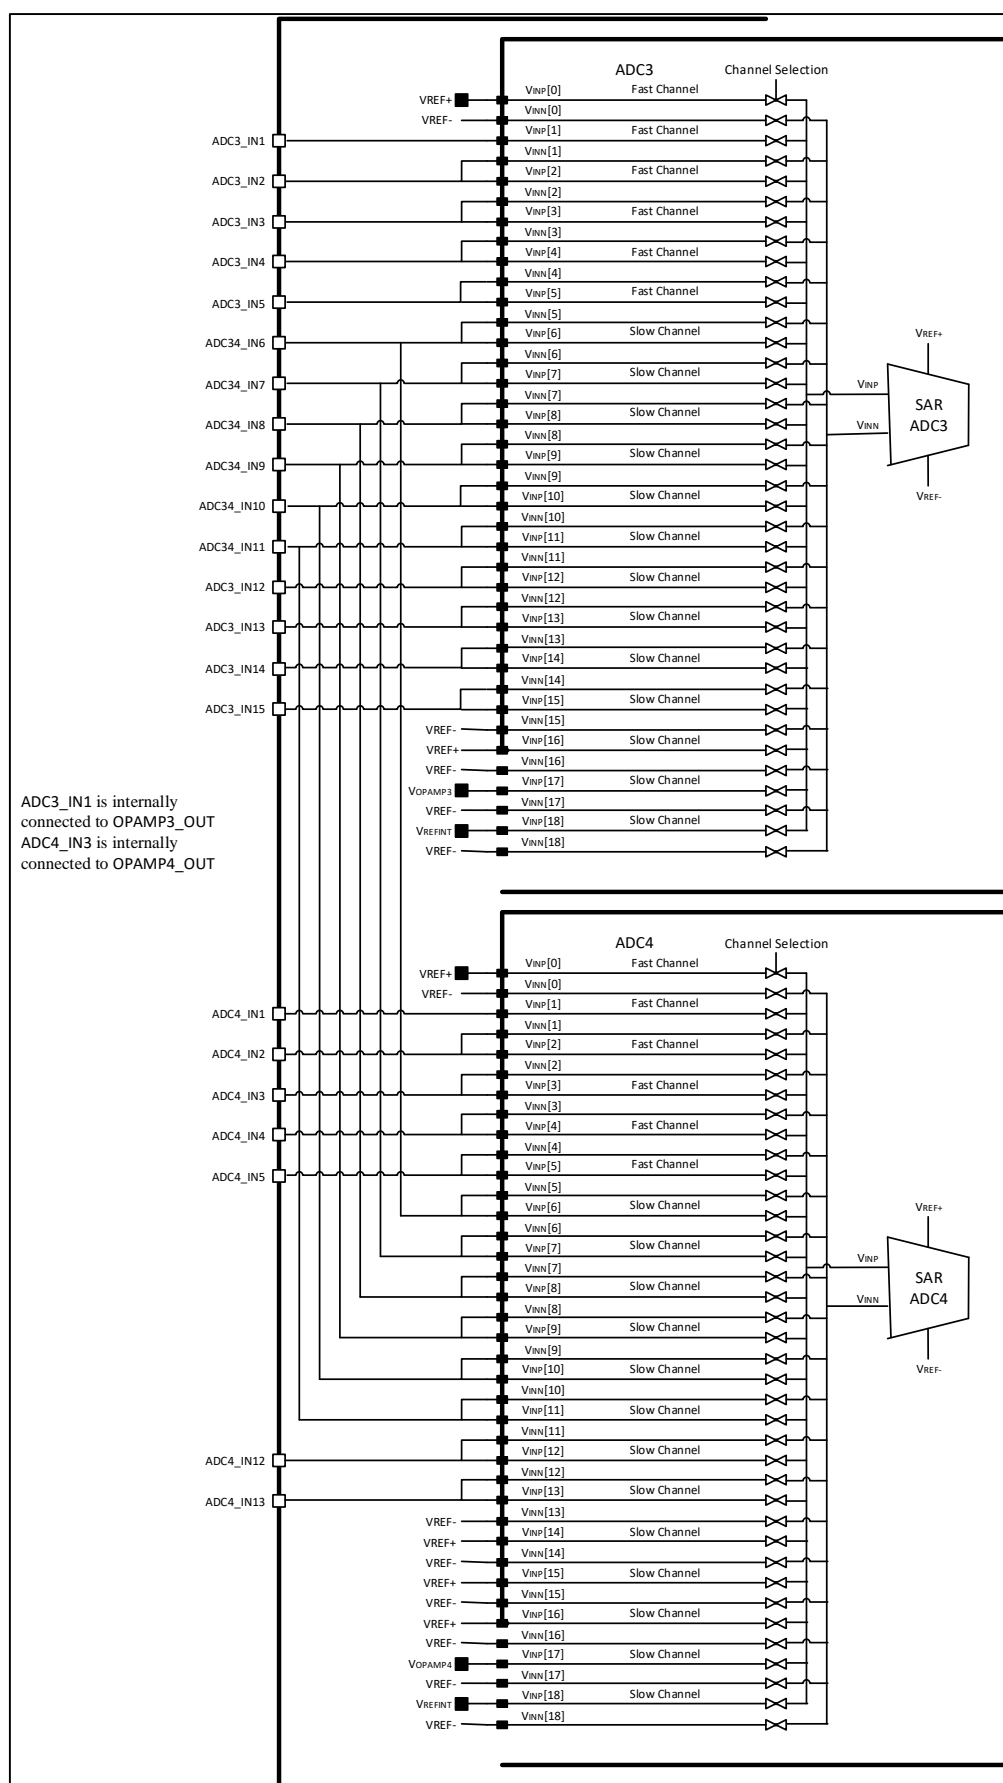 ADC3 Channel Selection
VREF+ VINP[0] Fast Channel
VREF- VINN[0]
ADC3_IN1 VINP[1] Fast Channel
VINN[1]
ADC3_IN2 VINP[2] Fast Channel
VINN[2]
ADC3_IN3 VINP[3] Fast Channel
VINN[3]
ADC3_IN4 VINP[4] Fast Channel
VINN[4]
ADC3_IN5 VINP[5] Fast Channel
VINN[5]
ADC34_IN6 VINP[6] Slow Channel VREF+
VINN[6]
ADC34_IN7 VINP[7] Slow Channel VINP
VINN[7]
SAR
ADC3
ADC34_IN8 VINP[8] Slow Channel VINN
VINN[8]
ADC34_IN9 VINP[9] Slow Channel
VINN[9]
VREF-
ADC34_IN10 VINP[10] Slow Channel
VINN[10]
ADC34_IN11 VINP[11] Slow Channel
VINN[11]
ADC3_IN12 VINP[12] Slow Channel
VINN[12]
ADC3_IN13 VINP[13] Slow Channel
VINN[13]
ADC3_IN14 VINP[14] Slow Channel
VINN[14]
ADC3_IN15 VINP[15] Slow Channel
VREF- VINN[15]
VREF+ VINP[16] Slow Channel
VREF- VINN[16]
VOPAMP3 VINP[17] Slow Channel
VREF- VINN[17]
VREFINT VINP[18] Slow Channel
VREF- VINN[18]
ADC3_IN1 is internally
connected to OPAMP3_OUT
ADC4_IN3 is internally
connected to OPAMP4_OUT
ADC4 Channel Selection
VREF+ VINP[0] Fast Channel
VREF- VINN[0]
ADC4_IN1 VINP[1] Fast Channel
VINN[1]
ADC4_IN2 VINP[2] Fast Channel
VINN[2]
ADC4_IN3 VINP[3] Fast Channel
VINN[3]
ADC4_IN4 VINP[4] Fast Channel
VINN[4]
ADC4_IN5 VINP[5] Fast Channel
VINN[5]
VINP[6] Slow Channel VREF+
VINN[6]
VINP[7] Slow Channel VINP
VINN[7]
SAR
ADC4
VINP[8] Slow Channel VINN
VINN[8]
VINP[9] Slow Channel
VINN[9]
VINP[10] Slow Channel VREF-
VINN[10]
VINP[11] Slow Channel
VINN[11]
ADC4_IN12 VINP[12] Slow Channel
VINN[12]
ADC4_IN13 VINP[13] Slow Channel
VREF- VINN[13]
VREF+ VINP[14] Slow Channel
VREF- VINN[14]
VREF+ VINP[15] Slow Channel
VREF- VINN[15]
VREF+ VINP[16] Slow Channel
VREF- VINN[16]
VOPAMP4 VINP[17] Slow Channel
VREF- VINN[17]
VREFINT VINP[18] Slow Channel
VREF- VINN[18]